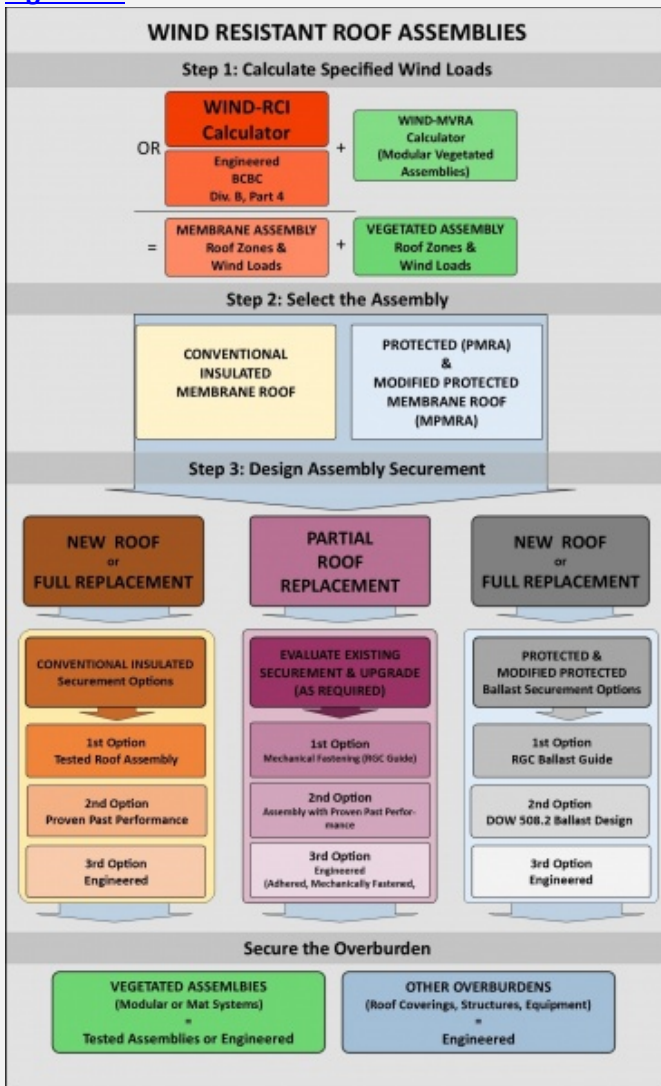 WIND RESISTANT ROOF ASSEMBLIES
Step 1: Calculate Specified Wind Loads
WIND-RCI
Calculator
OR
Engineered
BCBC
Div. B, Part 4
+
WIND-MVRA
Calculator
(Modular Vegetated
Assemblies)
=
MEMBRANE ASSEMBLY
Roof Zones &
Wind Loads
+
VEGETATED ASSEMBLY
Roof Zones &
Wind Loads
Step 2: Select the Assembly
CONVENTIONAL
INSULATED
MEMBRANE ROOF
PROTECTED (PMRA)
&
MODIFIED PROTECTED
MEMBRANE ROOF
(MPMRA)
Step 3: Design Assembly Securement
NEW ROOF
or
FULL REPLACEMENT
CONVENTIONAL INSULATED
Securement Options
1st Option
Tested Roof Assembly
2nd Option
Proven Past Performance
3rd Option
Engineered
PARTIAL
ROOF
REPLACEMENT
EVALUATE EXISTING
SECUREMENT & UPGRADE
(AS REQUIRED)
1st Option
Mechanical Fastening (RGC Guide)
2nd Option
Assembly with Proven Past Perfor-
mance
3rd Option
Engineered
(Adhered, Mechanically Fastened,
NEW ROOF
or
FULL REPLACEMENT
PROTECTED &
MODIFIED PROTECTED
Ballast Securement Options
1st Option
RGC Ballast Guide
2nd Option
DOW 508.2 Ballast Design
3rd Option
Engineered
Secure the Overburden
VEGETATED ASSEMLBIES
(Modular or Mat Systems)
=
Tested Assemblies or Engineered
OTHER OVERBURDENS
(Roof Coverings, Structures, Equipment)
=
Engineered